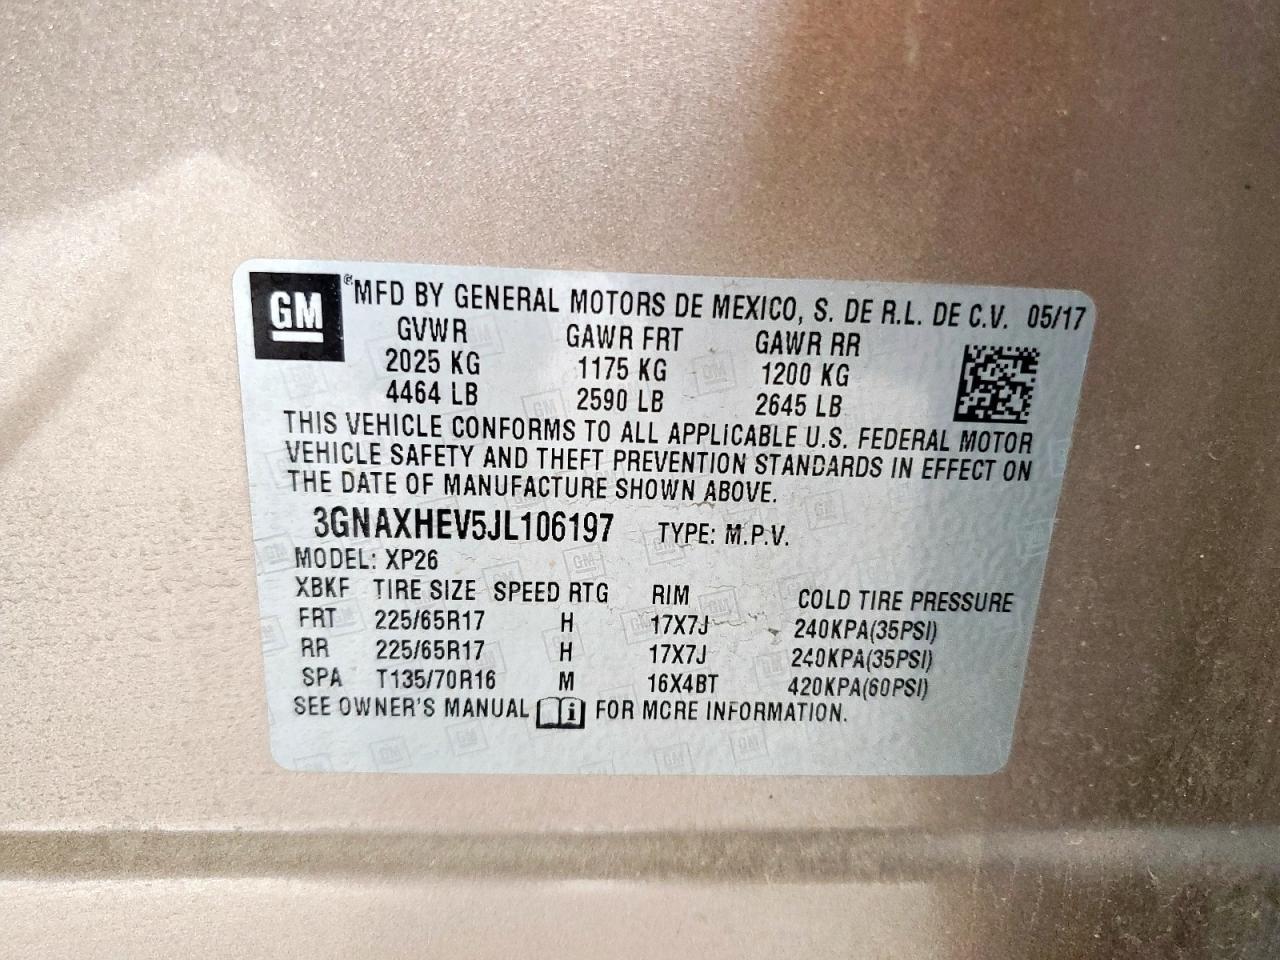 GM
MFD BY GENERAL MOTORS DE MEXICO, S. DE R.L. DE C.V. 05/17
GVWR GAWR FRT GAWR RR
2025 KG 1175 KG 1200 KG
4464 LB 2590 LB 2645 LB
THIS VEHICLE CONFORMS TO ALL APPLICABLE U.S. FEDERAL MOTOR
VEHICLE SAFETY AND THEFT PREVENTION STANDARDS IN EFFECT ON
THE DATE OF MANUFACTURE SHOWN ABOVE.
3GNAXHEV5JL106197 TYPE: M.P.V.
MODEL: XP26
XBKF TIRE SIZE SPEED RTG RIM COLD TIRE PRESSURE
FRT 225/65R17 H 17X7J 240KPA(35PSI)
RR 225/65R17 H 17X7J 240KPA(35PSI)
SPA T135/70R16 M 16X4BT 420KPA(60PSI)
SEE OWNER'S MANUAL i FOR MORE INFORMATION.